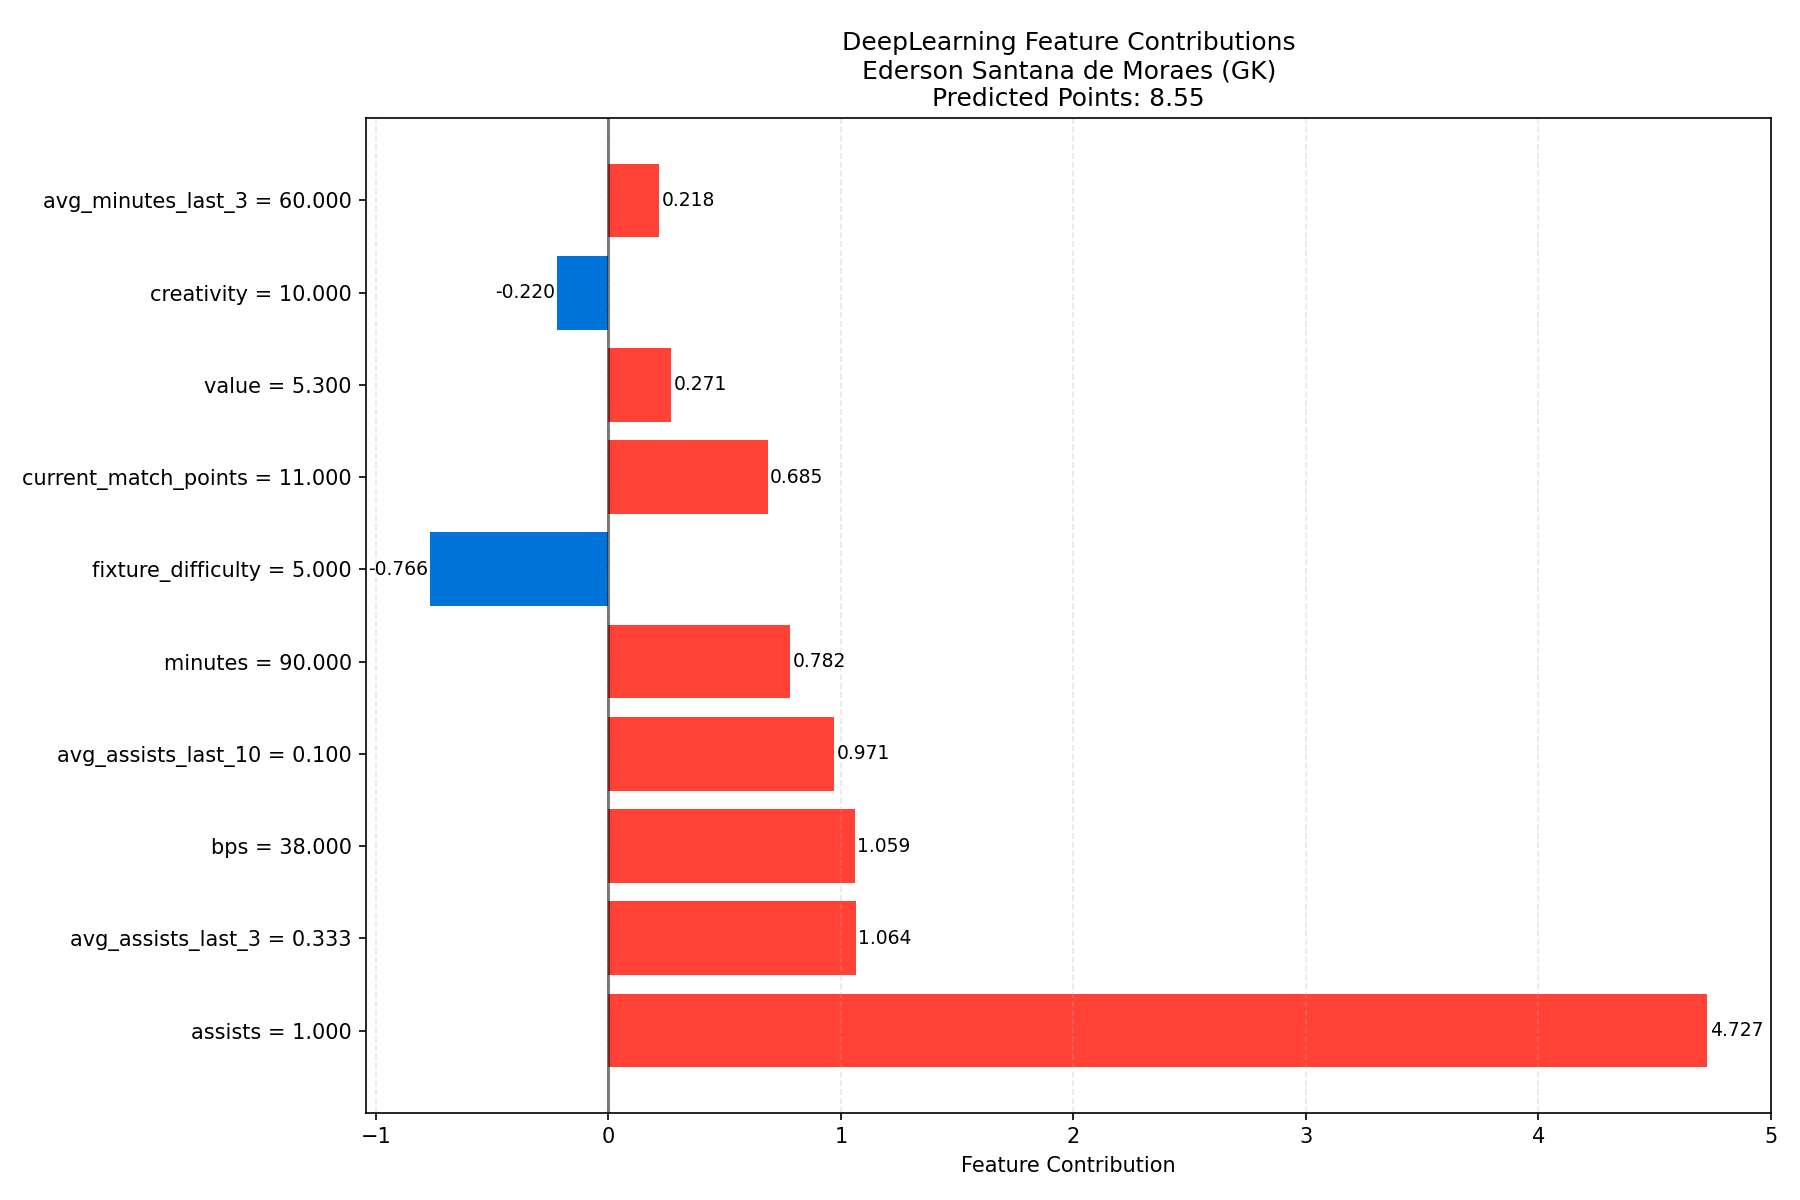 DeepLearning Feature Contributions
Ederson Santana de Moraes (GK)
Predicted Points: 8.55
avg_minutes_last_3 = 60.000
0.218
creativity = 10.000
-0.220
value = 5.300
0.271
current_match_points = 11.000
0.685
fixture_difficulty = 5.000
-0.766
minutes = 90.000
0.782
avg_assists_last_10 = 0.100
0.971
bps = 38.000
1.059
avg_assists_last_3 = 0.333
1.064
assists = 1.000
4.727
−1 0 1 2 3 4 5
Feature Contribution